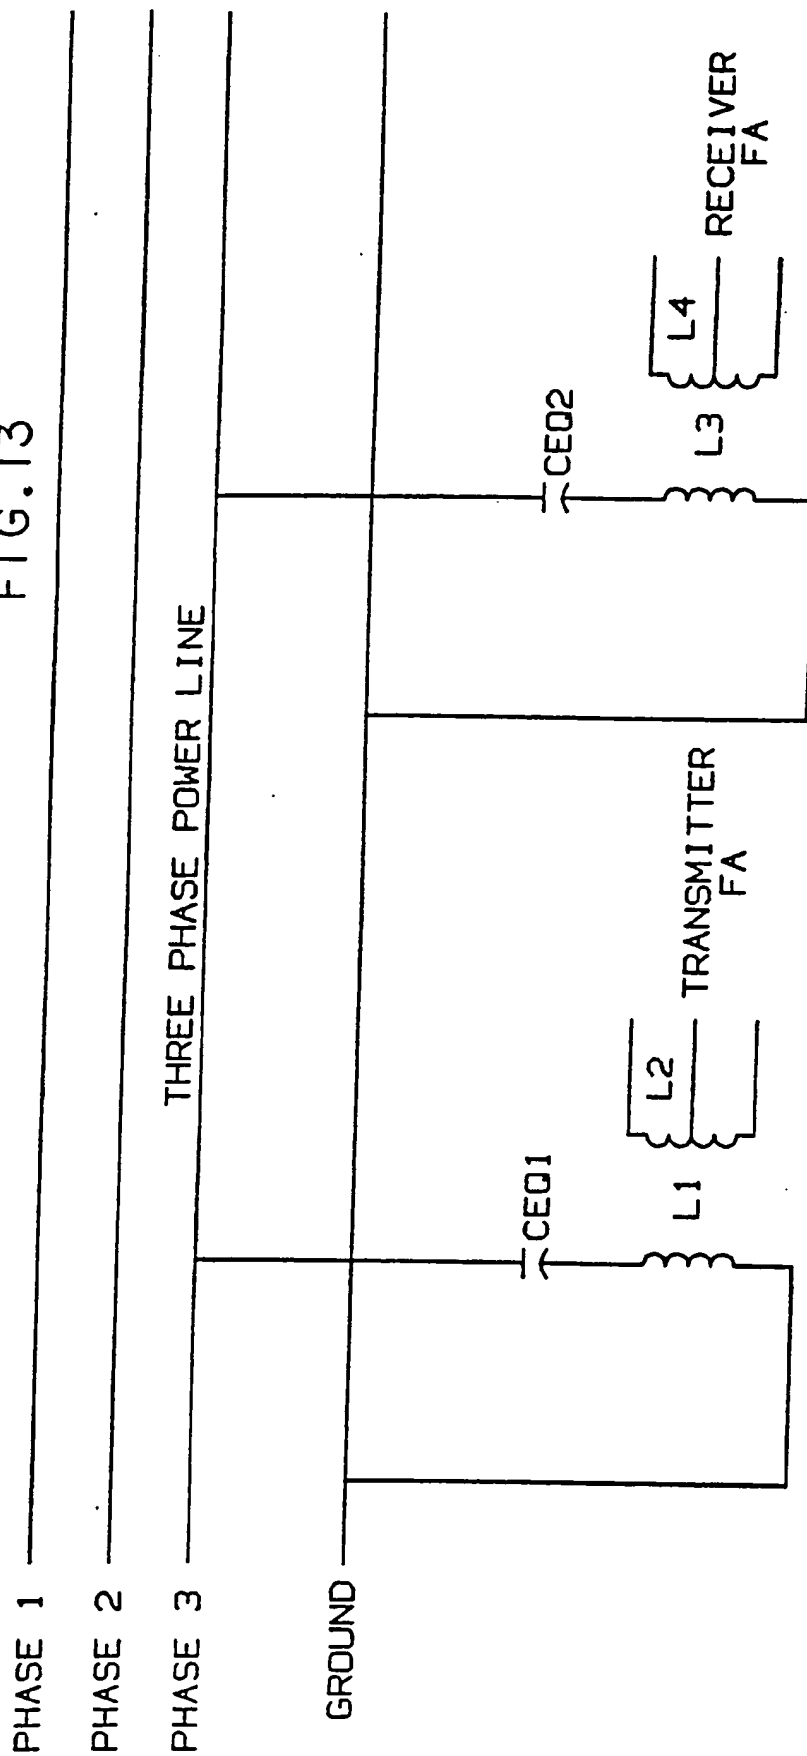 FIG.13
PHASE 1
PHASE 2
PHASE 3
THREE PHASE POWER LINE
GROUND
CEQ1
L1
L2
TRANSMITTER
FA
CEQ2
L3
L4
RECEIVER
FA